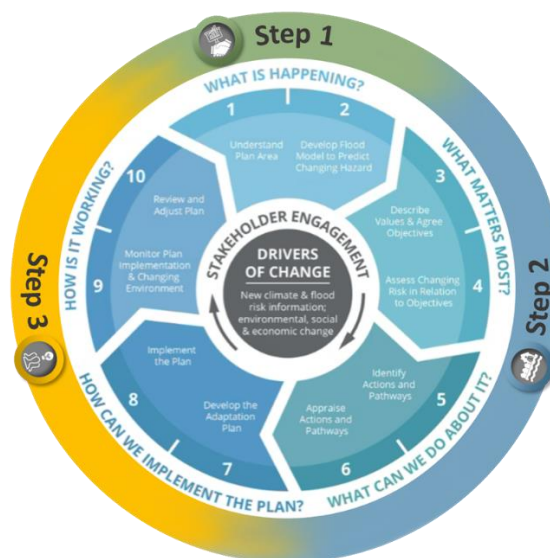 Step 1
WHAT IS HAPPENING?
1
Understand
Plan Area
2
Develop Flood
Model to Predict
Changing Hazard
Step 2
WHAT MATTERS MOST?
3
Describe
Values & Agree
Objectives
4
Assess Changing
Risk in Relation
to Objectives
WHAT CAN WE DO ABOUT IT?
5
Identify
Actions and
Pathways
6
Appraise
Actions and
Pathways
HOW CAN WE IMPLEMENT THE PLAN?
7
Develop the
Adaptation
Plan
8
Implement
the Plan
Step 3
HOW IS IT WORKING?
9
Monitor Plan
Implementation
& Changing
Environment
10
Review and
Adjust Plan
STAKEHOLDER ENGAGEMENT
DRIVERS
OF CHANGE
New climate & flood
risk information;
environmental, social
& economic change